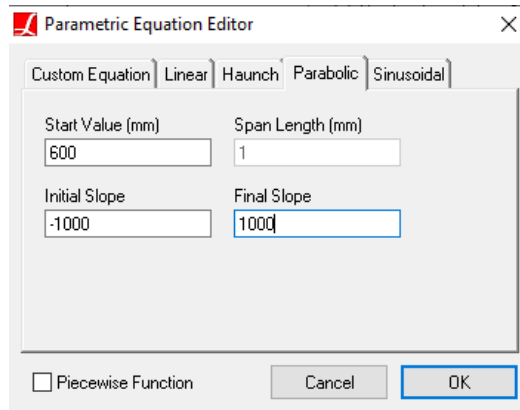 Parametric Equation Editor
Custom Equation Linear Haunch Parabolic Sinusoidal
Start Value (mm) Span Length (mm)
600 1
Initial Slope Final Slope
-1000 1000
Piecewise Function Cancel OK